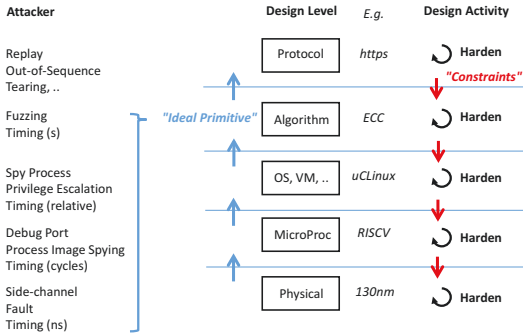 Attacker Design Level E.g. Design Activity
Replay
Out-of-Sequence
Tearing, ..
Protocol https Harden
"Constraints"
Fuzzing
Timing (s)
"Ideal Primitive" Algorithm ECC Harden
Spy Process
Privilege Escalation
Timing (relative)
OS, VM, .. uCLinux Harden
Debug Port
Process Image Spying
Timing (cycles)
MicroProc RISCV Harden
Side-channel
Fault
Timing (ns)
Physical 130nm Harden